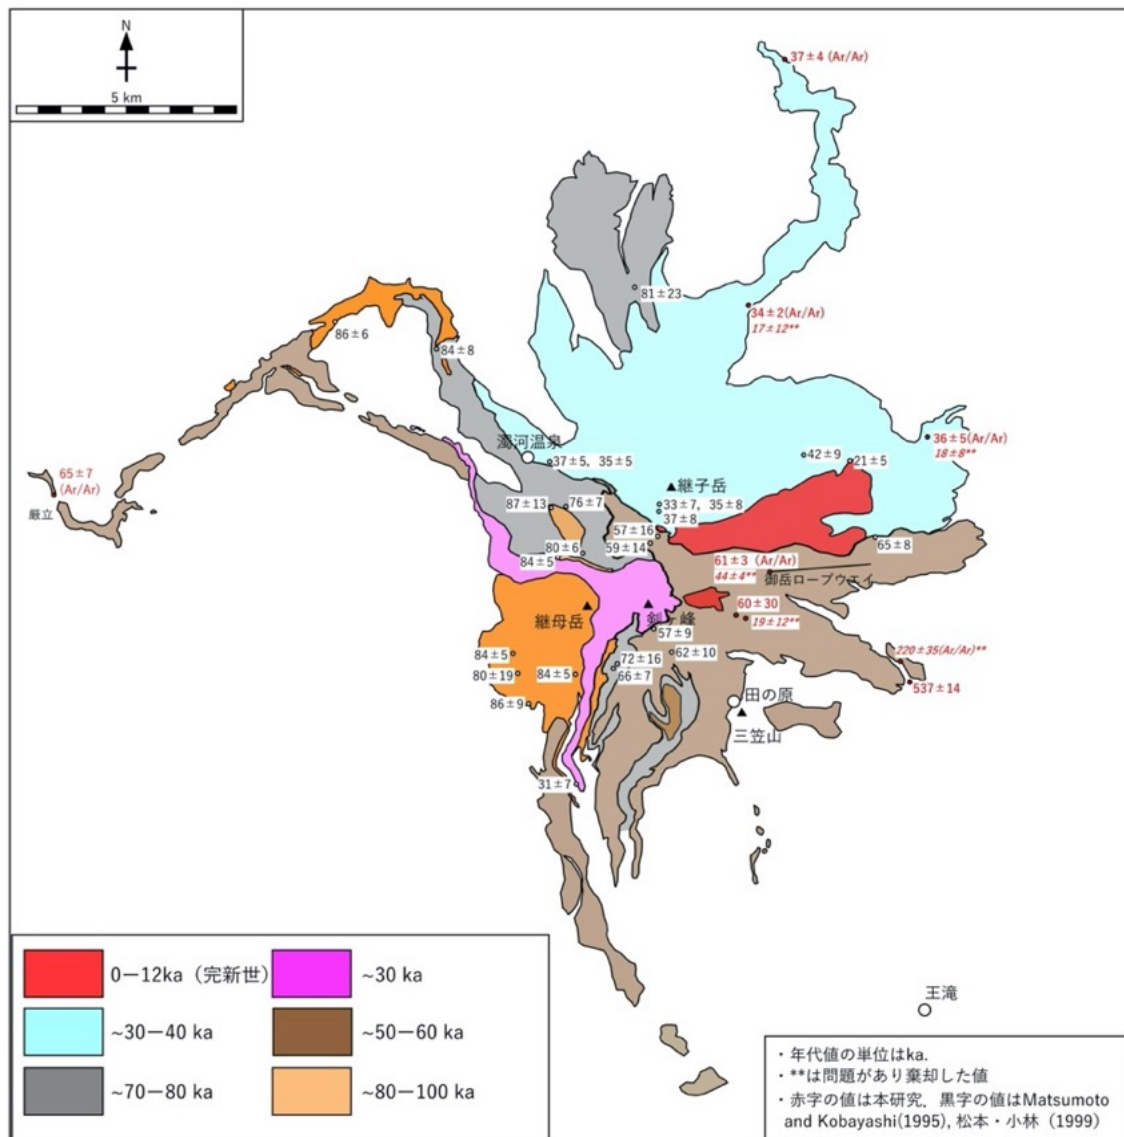 N
5 km
37±4 (Ar/Ar)
81±23
34±2(Ar/Ar)
17±12**
86±6
84±8
濁河温泉
37±5, 35±5
42±9
21±5
36±5(Ar/Ar)
18±8**
65±7
(Ar/Ar)
巌立
継子岳
33±7, 35±8
37±8
87±13
76±7
57±16
59±14
80±6
84±5
65±8
61±3 (Ar/Ar)
44±4**
御岳ロープウエイ
継母岳
剣ヶ峰
60±30
19±12**
57±9
62±10
84±5
80±19
84±5
72±16
66±7
220±35(Ar/Ar)**
537±14
86±9
田の原
三笠山
31±7
王滝
0－12ka（完新世）
~30 ka
~30－40 ka
~50－60 ka
~70－80 ka
~80－100 ka
・年代値の単位はka.
・**は問題があり棄却した値
・赤字の値は本研究，黒字の値はMatsumoto
and Kobayashi(1995), 松本・小林（1999）